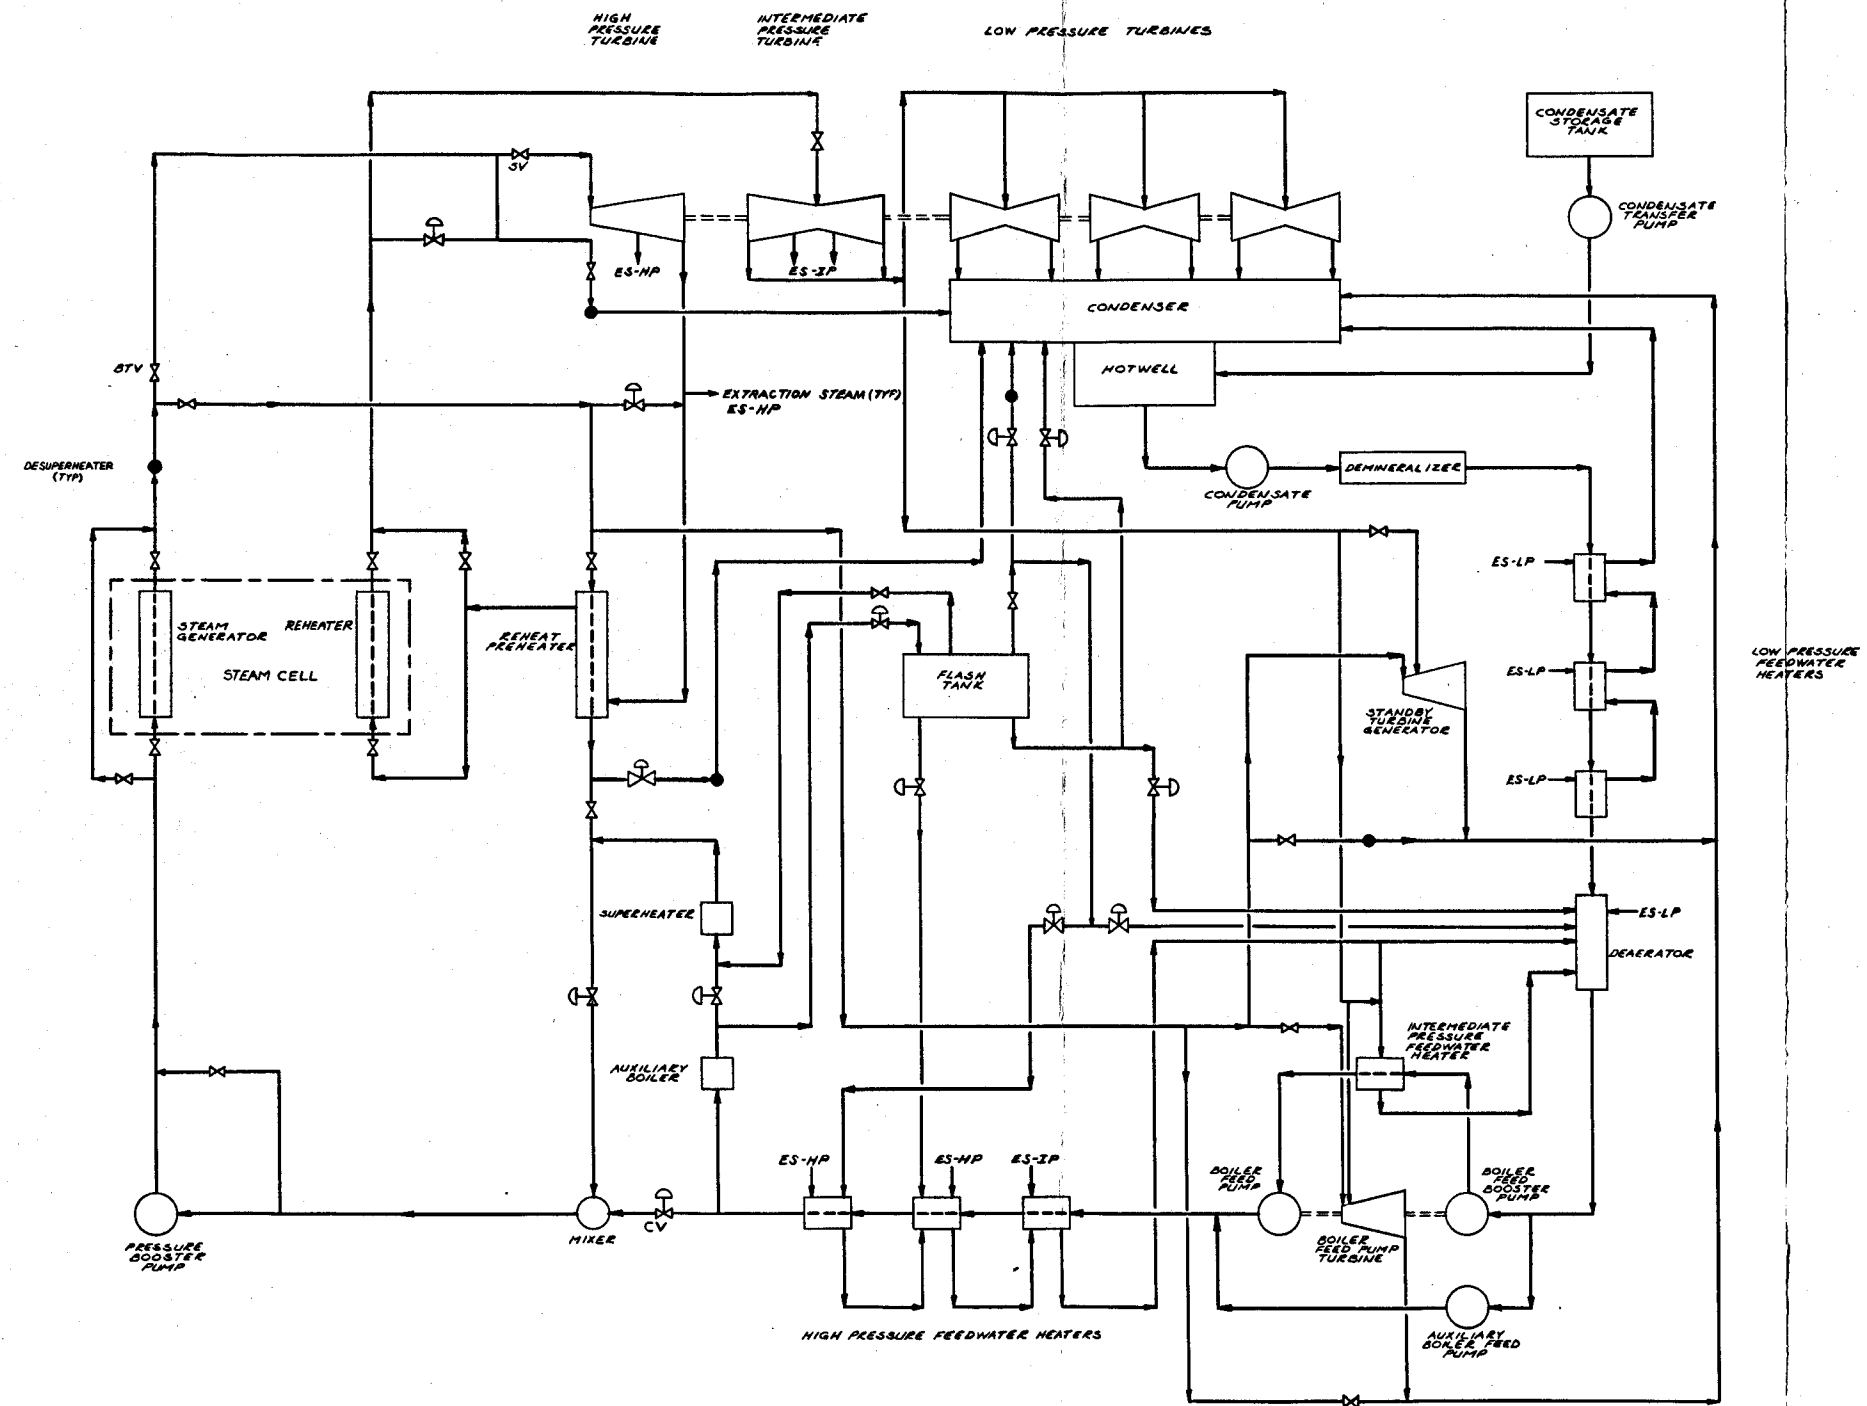 HIGH
PRESSURE
TURBINE
INTERMEDIATE
PRESSURE
TURBINE
LOW PRESSURE TURBINES
CONDENSATE
STORAGE
TANK
SV
CONDENSATE
TRANSFER
PUMP
ES-HP
ES-IP
CONDENSER
BTV
HOTWELL
EXTRACTION STEAM (TYP)
ES-HP
DESUPERHEATER
(TYP)
DEMINERALIZER
CONDENSATE
PUMP
ES-LP
STEAM
GENERATOR
REHEATER
REHEAT
PREHEATER
STEAM CELL
FLASH
TANK
ES-LP
LOW PRESSURE
FEEDWATER
HEATERS
STANDBY
TURBINE
GENERATOR
ES-LP
SUPERHEATER
ES-LP
DEAERATOR
INTERMEDIATE
PRESSURE
FEEDWATER
HEATER
AUXILIARY
BOILER
ES-HP
ES-HP
ES-IP
BOILER
FEED
PUMP
BOILER
FEED
BOOSTER
PUMP
CV
MIXER
PRESSURE
BOOSTER
PUMP
BOILER
FEED PUMP
TURBINE
HIGH PRESSURE FEEDWATER HEATERS
AUXILIARY
BOILER FEED
PUMP